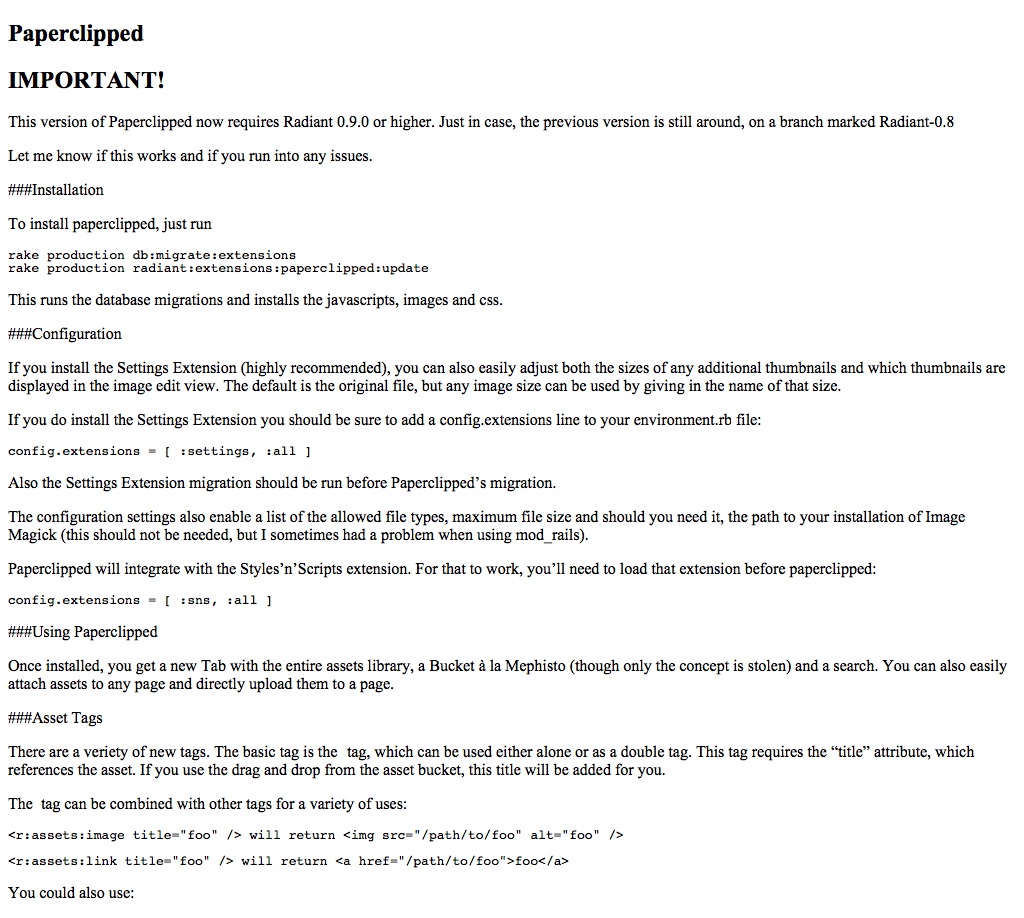 Paperclipped
IMPORTANT!
This version of Paperclipped now requires Radiant 0.9.0 or higher. Just in case, the previous version is still around, on a branch marked Radiant-0.8
Let me know if this works and if you run into any issues.
###Installation
To install paperclipped, just run
rake production db:migrate:extensions
rake production radiant:extensions:paperclipped:update
This runs the database migrations and installs the javascripts, images and css.
###Configuration
If you install the Settings Extension (highly recommended), you can also easily adjust both the sizes of any additional thumbnails and which thumbnails are
displayed in the image edit view. The default is the original file, but any image size can be used by giving in the name of that size.
If you do install the Settings Extension you should be sure to add a config.extensions line to your environment.rb file:
config.extensions = [ :settings, :all ]
Also the Settings Extension migration should be run before Paperclipped’s migration.
The configuration settings also enable a list of the allowed file types, maximum file size and should you need it, the path to your installation of Image
Magick (this should not be needed, but I sometimes had a problem when using mod_rails).
Paperclipped will integrate with the Styles’n’Scripts extension. For that to work, you’ll need to load that extension before paperclipped:
config.extensions = [ :sns, :all ]
###Using Paperclipped
Once installed, you get a new Tab with the entire assets library, a Bucket à la Mephisto (though only the concept is stolen) and a search. You can also easily
attach assets to any page and directly upload them to a page.
###Asset Tags
There are a veriety of new tags. The basic tag is the  tag, which can be used either alone or as a double tag. This tag requires the “title” attribute, which
references the asset. If you use the drag and drop from the asset bucket, this title will be added for you.
The  tag can be combined with other tags for a variety of uses:
<r:assets:image title="foo" /> will return <img src="/path/to/foo" alt="foo" />
<r:assets:link title="foo" /> will return <a href="/path/to/foo">foo</a>
You could also use: